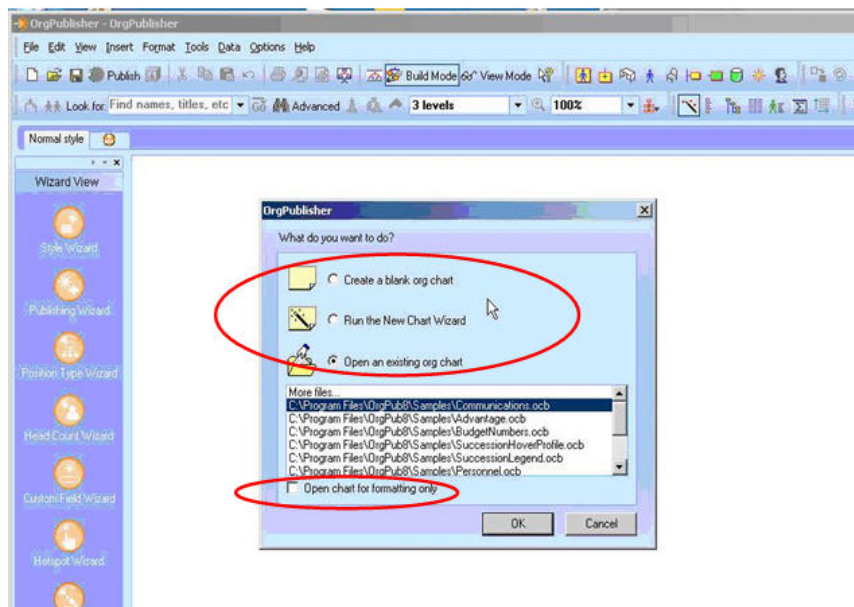 OrgPublisher - OrgPublisher
File Edit View Insert Format Tools Data Options Help
Publish Build Mode View Mode
Look for: Find names, titles, etc Go Advanced 3 levels 100%
Normal style
Wizard View
Style Wizard
Publishing Wizard
Position Type Wizard
Head Count Wizard
Custom Field Wizard
Hotspot Wizard
OrgPublisher
What do you want to do?
Create a blank org chart
Run the New Chart Wizard
Open an existing org chart
More files...
C:\Program Files\OrgPub8\Samples\Communications.ocb
C:\Program Files\OrgPub8\Samples\Advantage.ocb
C:\Program Files\OrgPub8\Samples\BudgetNumbers.ocb
C:\Program Files\OrgPub8\Samples\SuccessionHoverProfile.ocb
C:\Program Files\OrgPub8\Samples\SuccessionLegend.ocb
C:\Program Files\OrgPub8\Samples\Personnel.ocb
Open chart for formatting only
OK Cancel